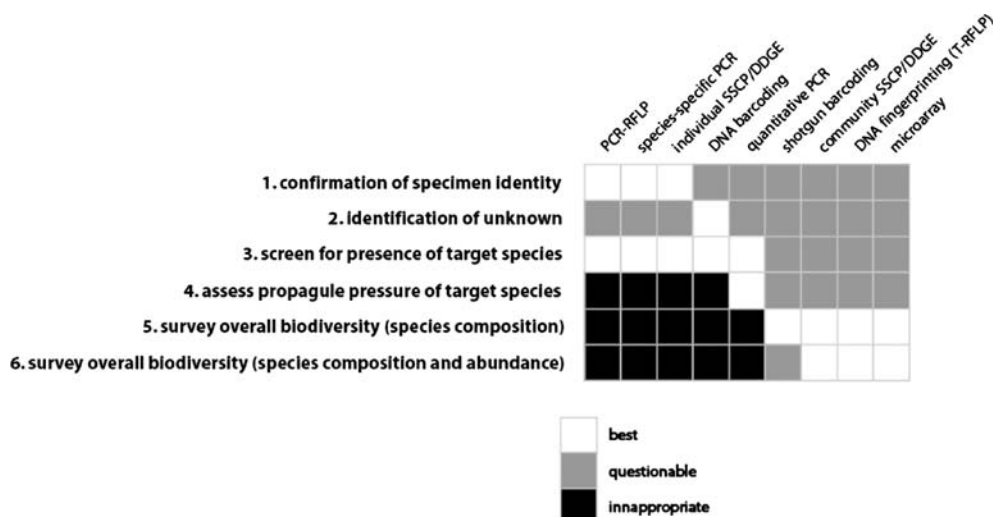 PCR-RFLP
species-specific PCR
individual SSCP/DDGE
DNA barcoding
quantitative PCR
shotgun barcoding
community SSCP/DDGE
DNA fingerprinting (T-RFLP)
microarray
1. confirmation of specimen identity
2. identification of unknown
3. screen for presence of target species
4. assess propagule pressure of target species
5. survey overall biodiversity (species composition)
6. survey overall biodiversity (species composition and abundance)
best
questionable
innappropriate